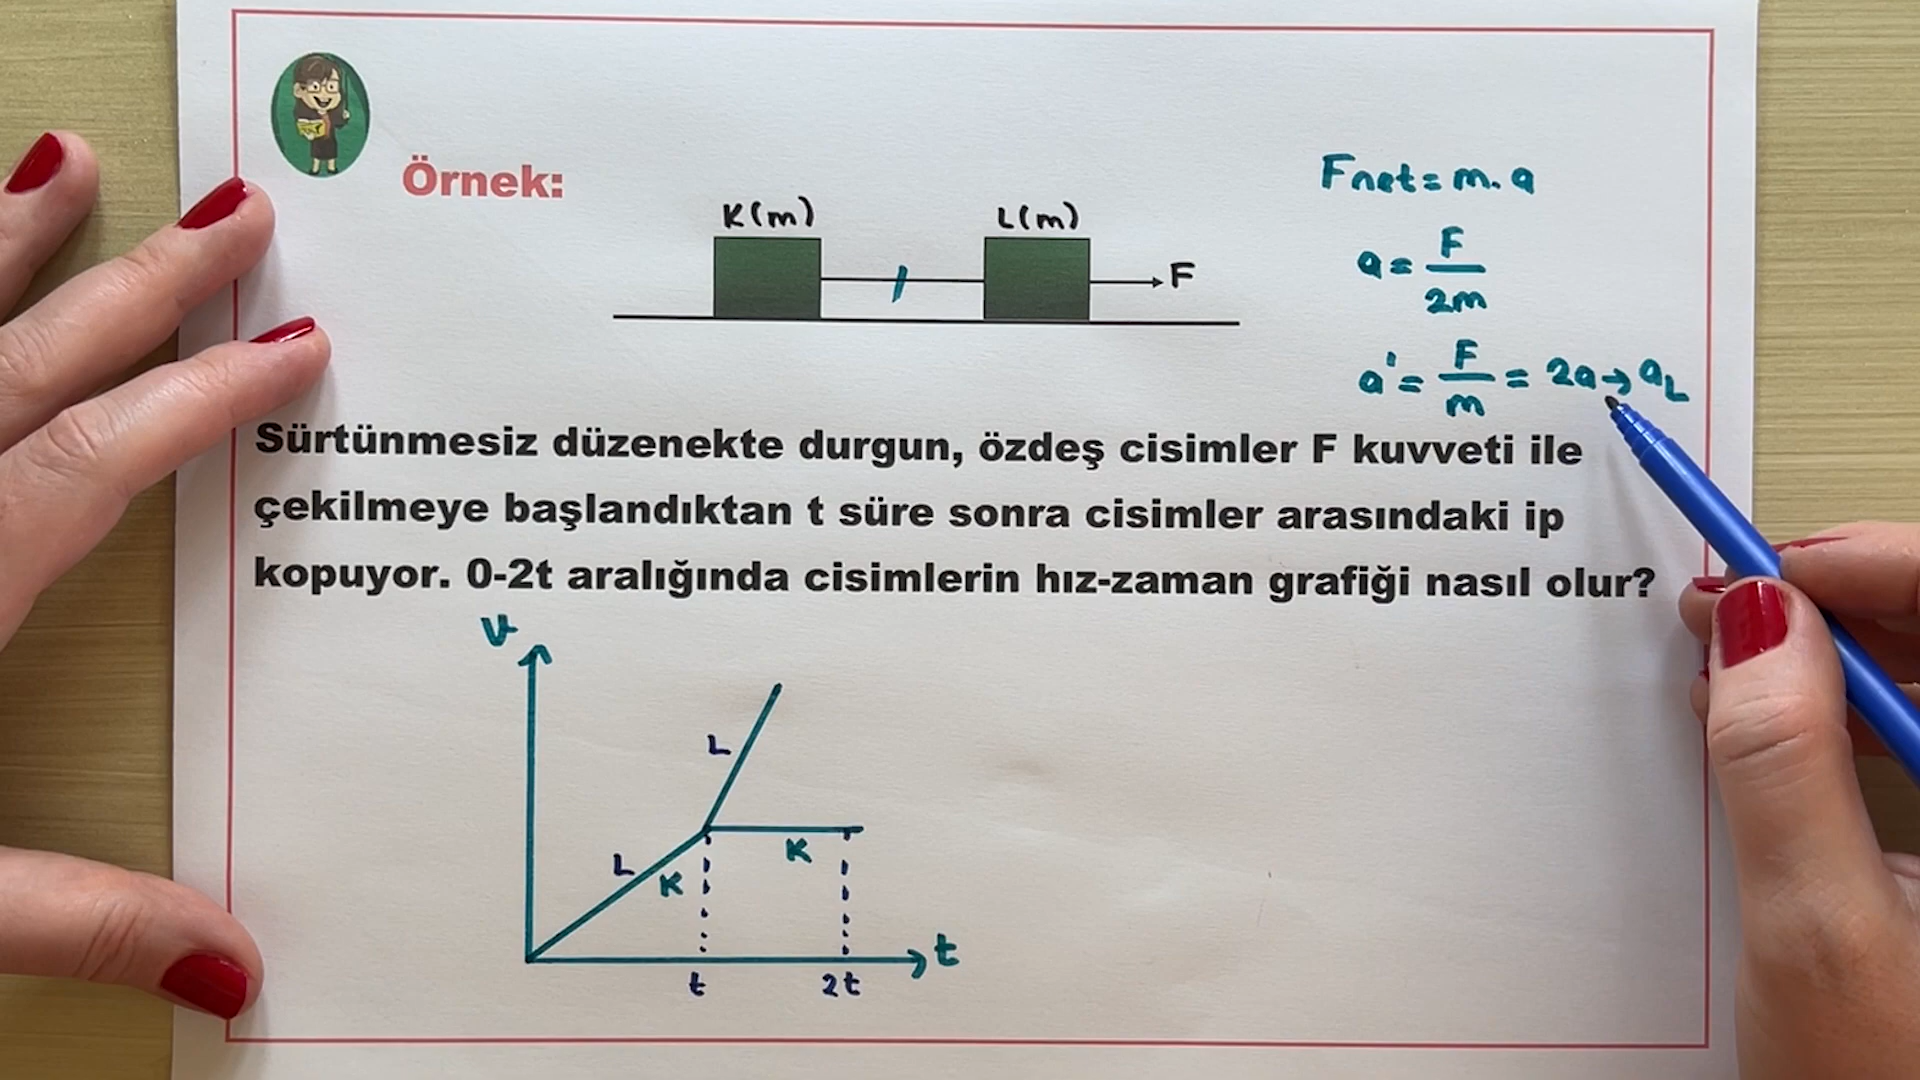 Örnek:
K(m)
L(m)
F
Fnet = m.a
a = F/2m
a' = F/m = 2a → aL
Sürtünmesiz düzenekte durgun, özdeş cisimler F kuvveti ile
çekilmeye başlandıktan t süre sonra cisimler arasındaki ip
kopuyor. 0-2t aralığında cisimlerin hız-zaman grafiği nasıl olur?
v
L
L
K
K
t
t
2t